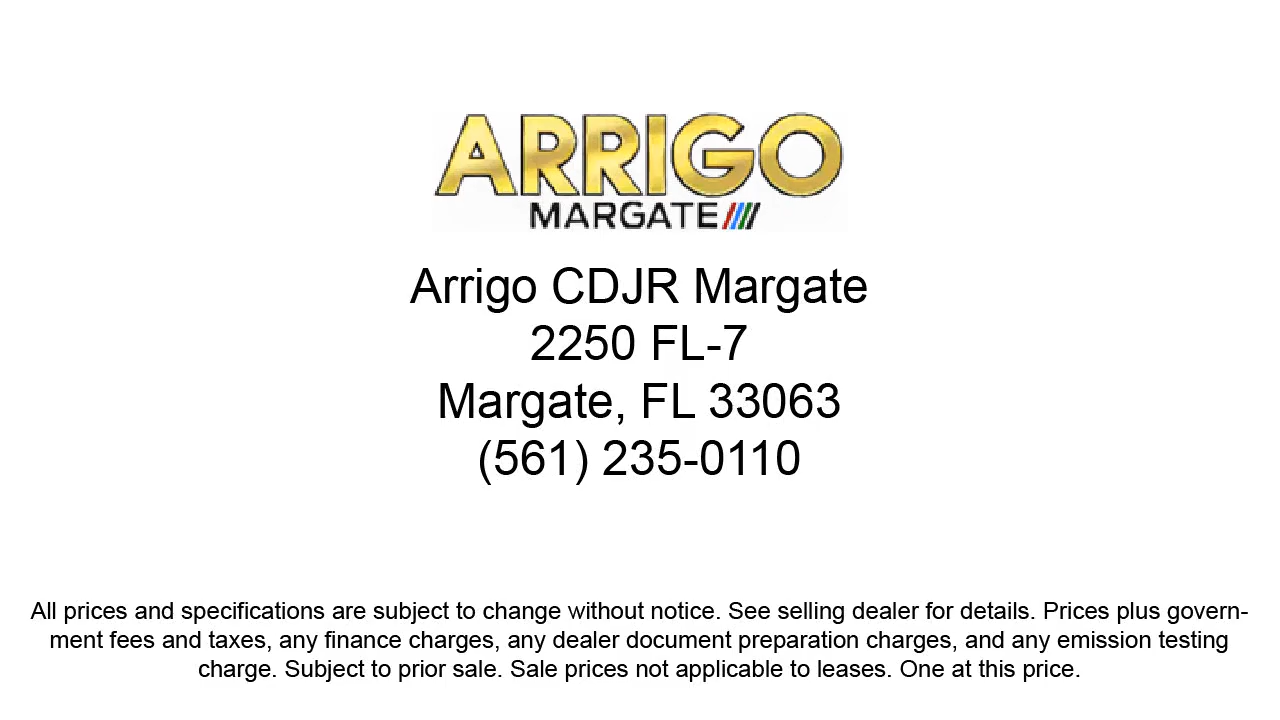 ARRIGO
MARGATE
Arrigo CDJR Margate
2250 FL-7
Margate, FL 33063
(561) 235-0110
All prices and specifications are subject to change without notice. See selling dealer for details. Prices plus govern-
ment fees and taxes, any finance charges, any dealer document preparation charges, and any emission testing
charge. Subject to prior sale. Sale prices not applicable to leases. One at this price.